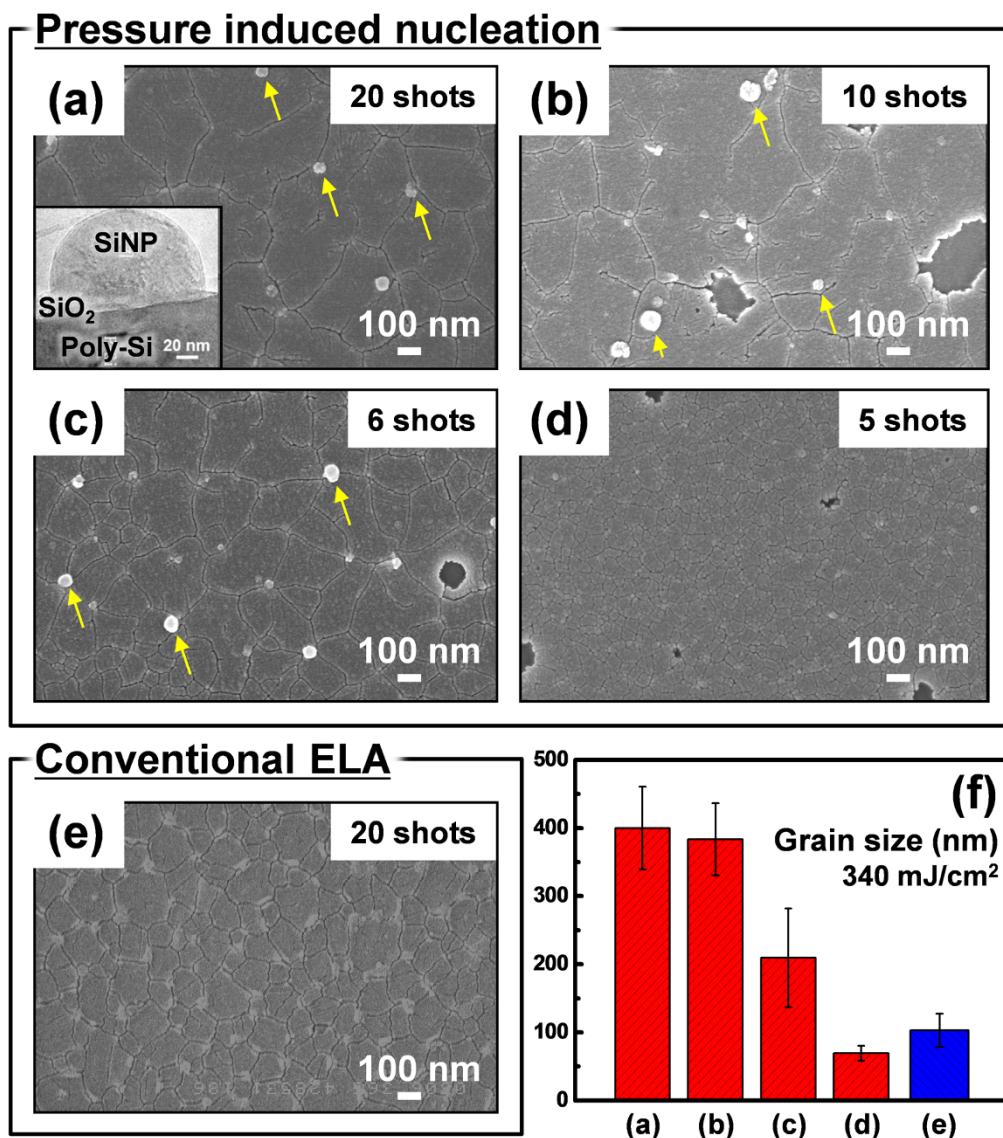 Pressure induced nucleation
(a)
20 shots
SiNP
SiO₂
Poly-Si
20 nm
100 nm
(b)
10 shots
100 nm
(c)
6 shots
100 nm
(d)
5 shots
100 nm
Conventional ELA
(e)
20 shots
100 nm
(f)
Grain size (nm)
340 mJ/cm²
500
400
300
200
100
0
(a) (b) (c) (d) (e)